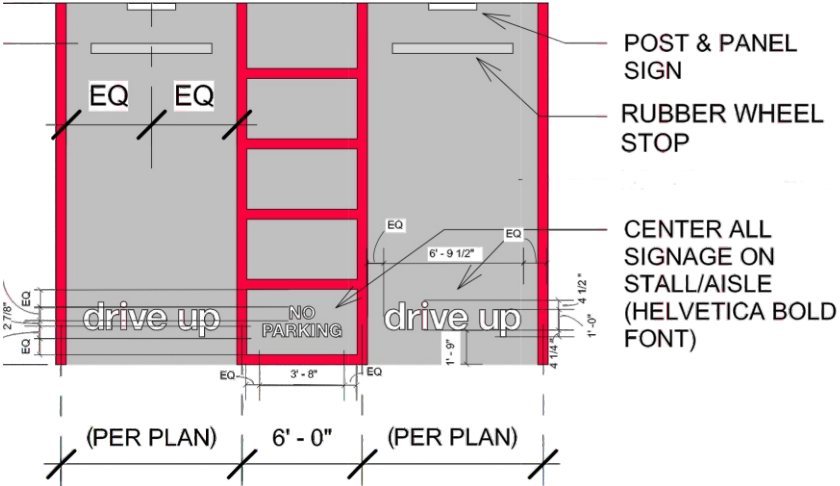 POST & PANEL
SIGN
RUBBER WHEEL
STOP
EQ
EQ
EQ
EQ
6' - 9 1/2"
CENTER ALL
SIGNAGE ON
STALL/AISLE
(HELVETICA BOLD
FONT)
EQ
2 7/8"
EQ
drive up
NO
PARKING
drive up
4 1/2"
1' -0"
4 1/4"
1' - 9"
EQ
3' - 8"
EQ
(PER PLAN)
6' - 0"
(PER PLAN)